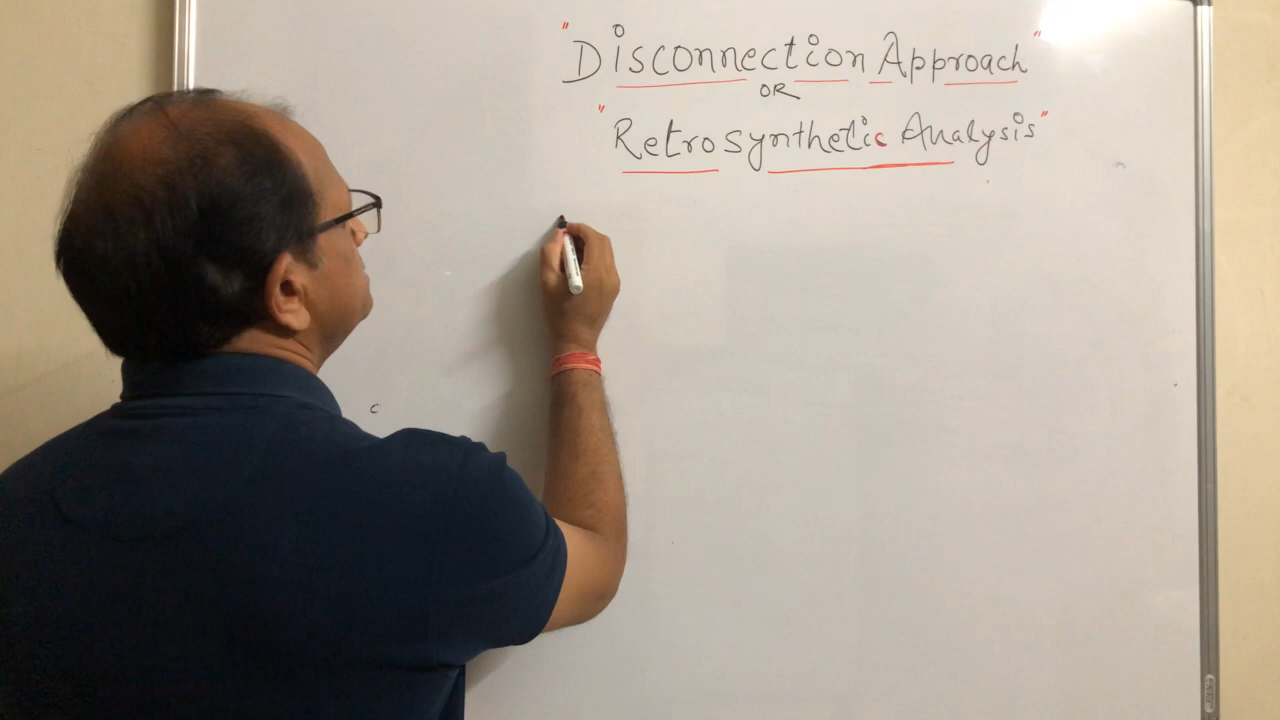 "Disconnection Approach"
OR
"Retrosynthetic Analysis"
c